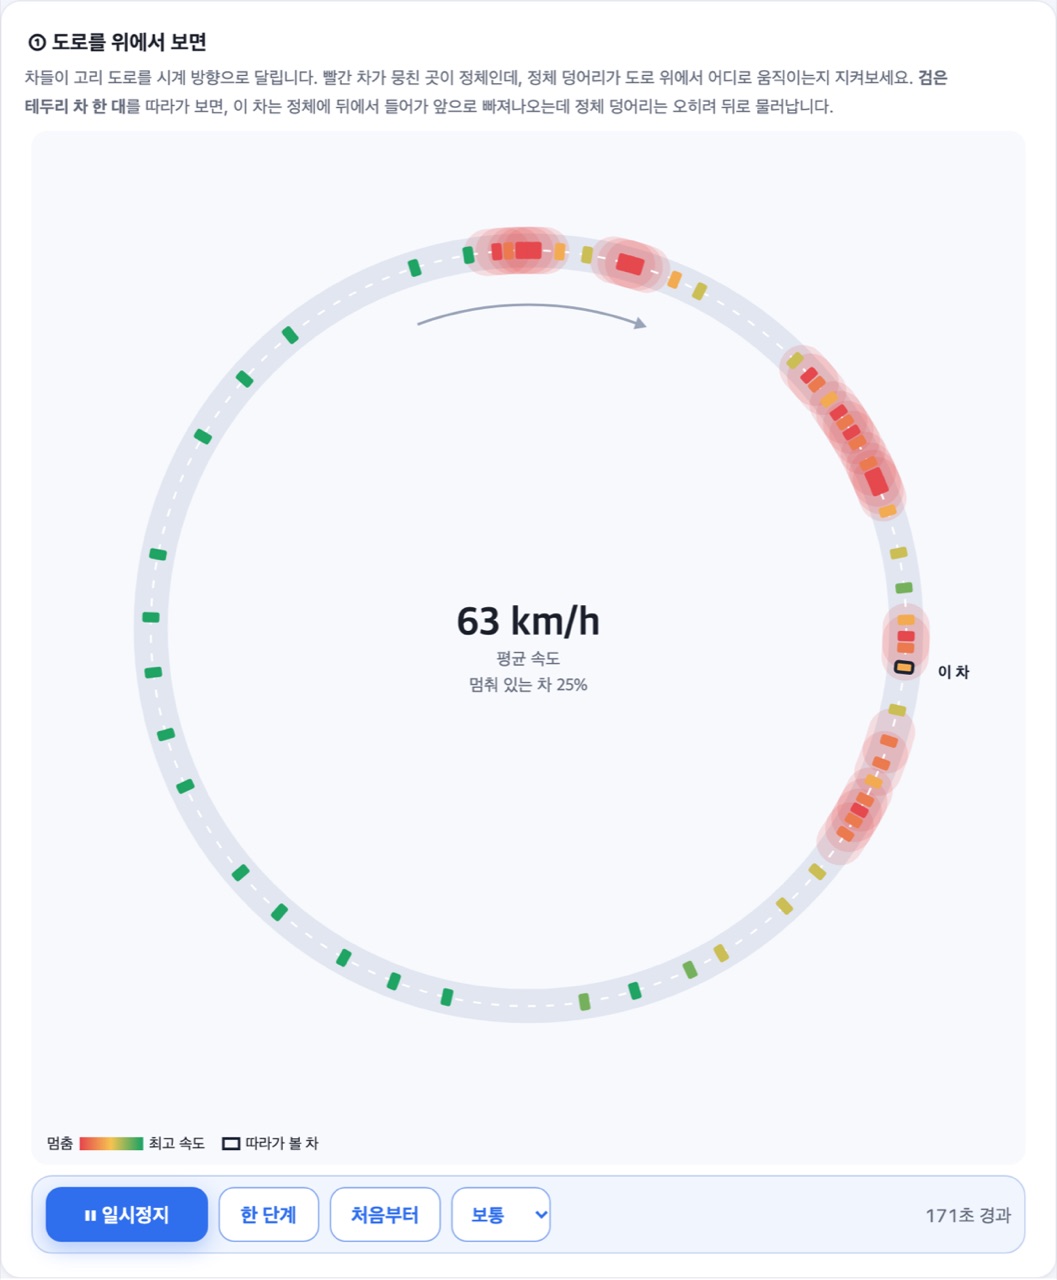 ① 도로를 위에서 보면
차들이 고리 도로를 시계 방향으로 달립니다. 빨간 차가 뭉친 곳이 정체인데, 정체 덩어리가 도로 위에서 어디로 움직이는지 지켜보세요. 검은
테두리 차 한 대를 따라가 보면, 이 차는 정체에 뒤에서 들어가 앞으로 빠져나오는데 정체 덩어리는 오히려 뒤로 물러납니다.
63 km/h
평균 속도
멈춰 있는 차 25%
이 차
멈춤 최고 속도 따라가 볼 차
일시정지 한 단계 처음부터 보통 171초 경과